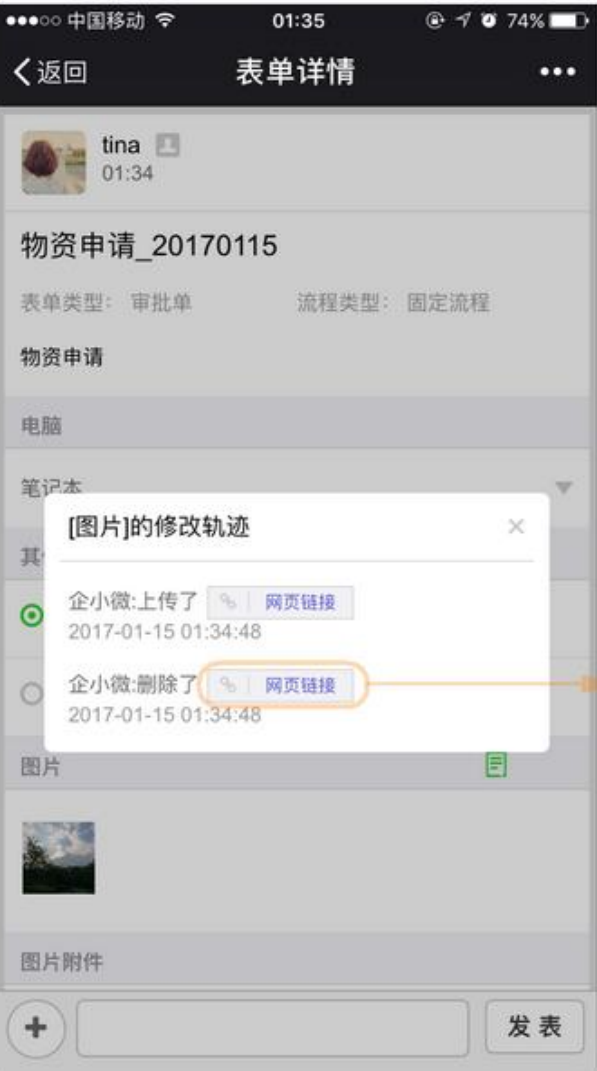 中国移动 01:35 74%
返回 表单详情
tina
01:34
物资申请_20170115
表单类型: 审批单 流程类型: 固定流程
物资申请
电脑
笔记本
[图片]的修改轨迹
其
企小微:上传了 网页链接
2017-01-15 01:34:48
企小微:删除了 网页链接
2017-01-15 01:34:48
图片
图片附件
发表